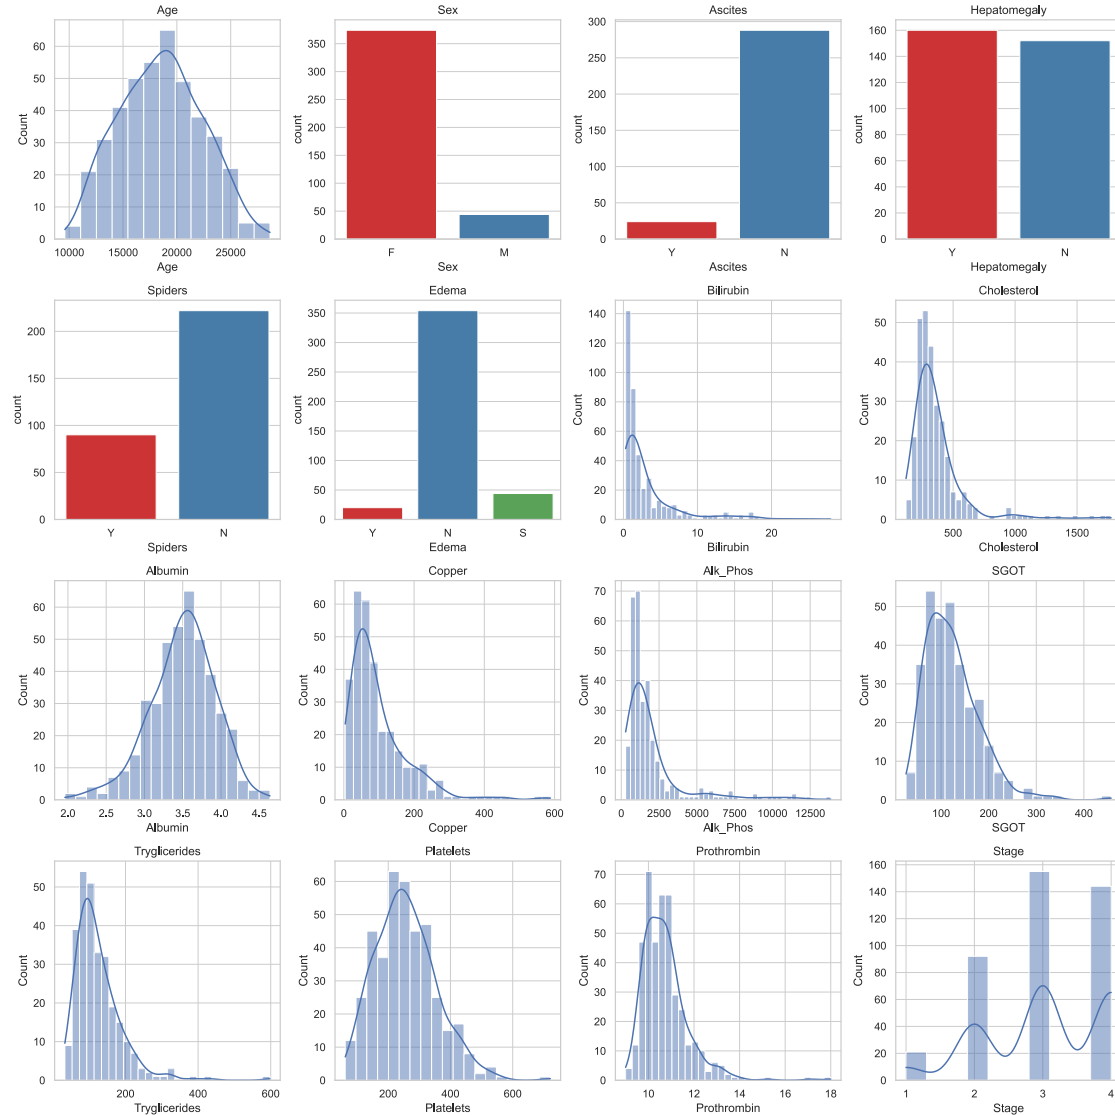 Age
Count
60
50
40
30
20
10
0
10000 15000 20000 25000
Age
Sex
count
350
300
250
200
150
100
50
0
F M
Sex
Ascites
count
300
250
200
150
100
50
0
Y N
Ascites
Hepatomegaly
count
160
140
120
100
80
60
40
20
0
Y N
Hepatomegaly
Spiders
count
200
150
100
50
0
Y N
Spiders
Edema
count
350
300
250
200
150
100
50
0
Y N S
Edema
Bilirubin
Count
140
120
100
80
60
40
20
0
0 20
Bilirubin
Cholesterol
Count
50
40
30
20
10
0
500 1000 1500
Cholesterol
Albumin
Count
60
50
40
30
20
10
0
2.0 2.5 3.0 3.5 4.0 4.5
Albumin
Copper
Count
60
50
40
30
20
10
0
0 200 400 600
Copper
Alk_Phos
Count
70
60
50
40
30
20
10
0
0 2500 5000 7500 10000 12500
Alk_Phos
SGOT
Count
50
40
30
20
10
0
100 200 300 400
SGOT
Tryglicerides
Count
50
40
30
20
10
0
200 400 600
Tryglicerides
Platelets
Count
60
50
40
30
20
10
0
200 400 600
Platelets
Prothrombin
Count
70
60
50
40
30
20
10
0
10 12 14 16 18
Prothrombin
Stage
Count
160
140
120
100
80
60
40
20
0
1 2 3 4
Stage